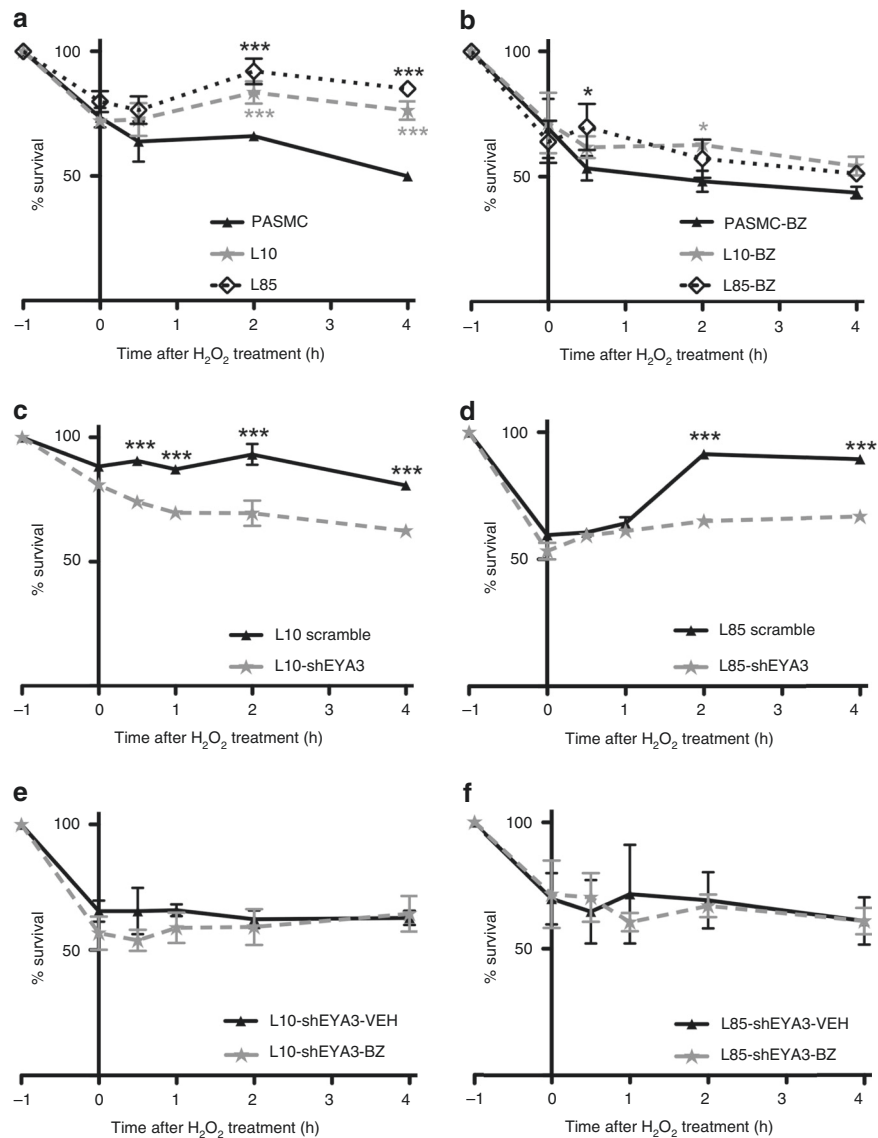 a
100
50
% survival
***
***
***
***
PASMC
L10
L85
–1 0 1 2 3 4
Time after H₂O₂ treatment (h)
b
100
50
% survival
*
*
PASMC-BZ
L10-BZ
L85-BZ
–1 0 1 2 3 4
Time after H₂O₂ treatment (h)
c
100
50
% survival
***
***
***
***
L10 scramble
L10-shEYA3
–1 0 1 2 3 4
Time after H₂O₂ treatment (h)
d
100
50
% survival
***
***
L85 scramble
L85-shEYA3
–1 0 1 2 3 4
Time after H₂O₂ treatment (h)
e
100
50
% survival
L10-shEYA3-VEH
L10-shEYA3-BZ
–1 0 1 2 3 4
Time after H₂O₂ treatment (h)
f
100
50
% survival
L85-shEYA3-VEH
L85-shEYA3-BZ
–1 0 1 2 3 4
Time after H₂O₂ treatment (h)